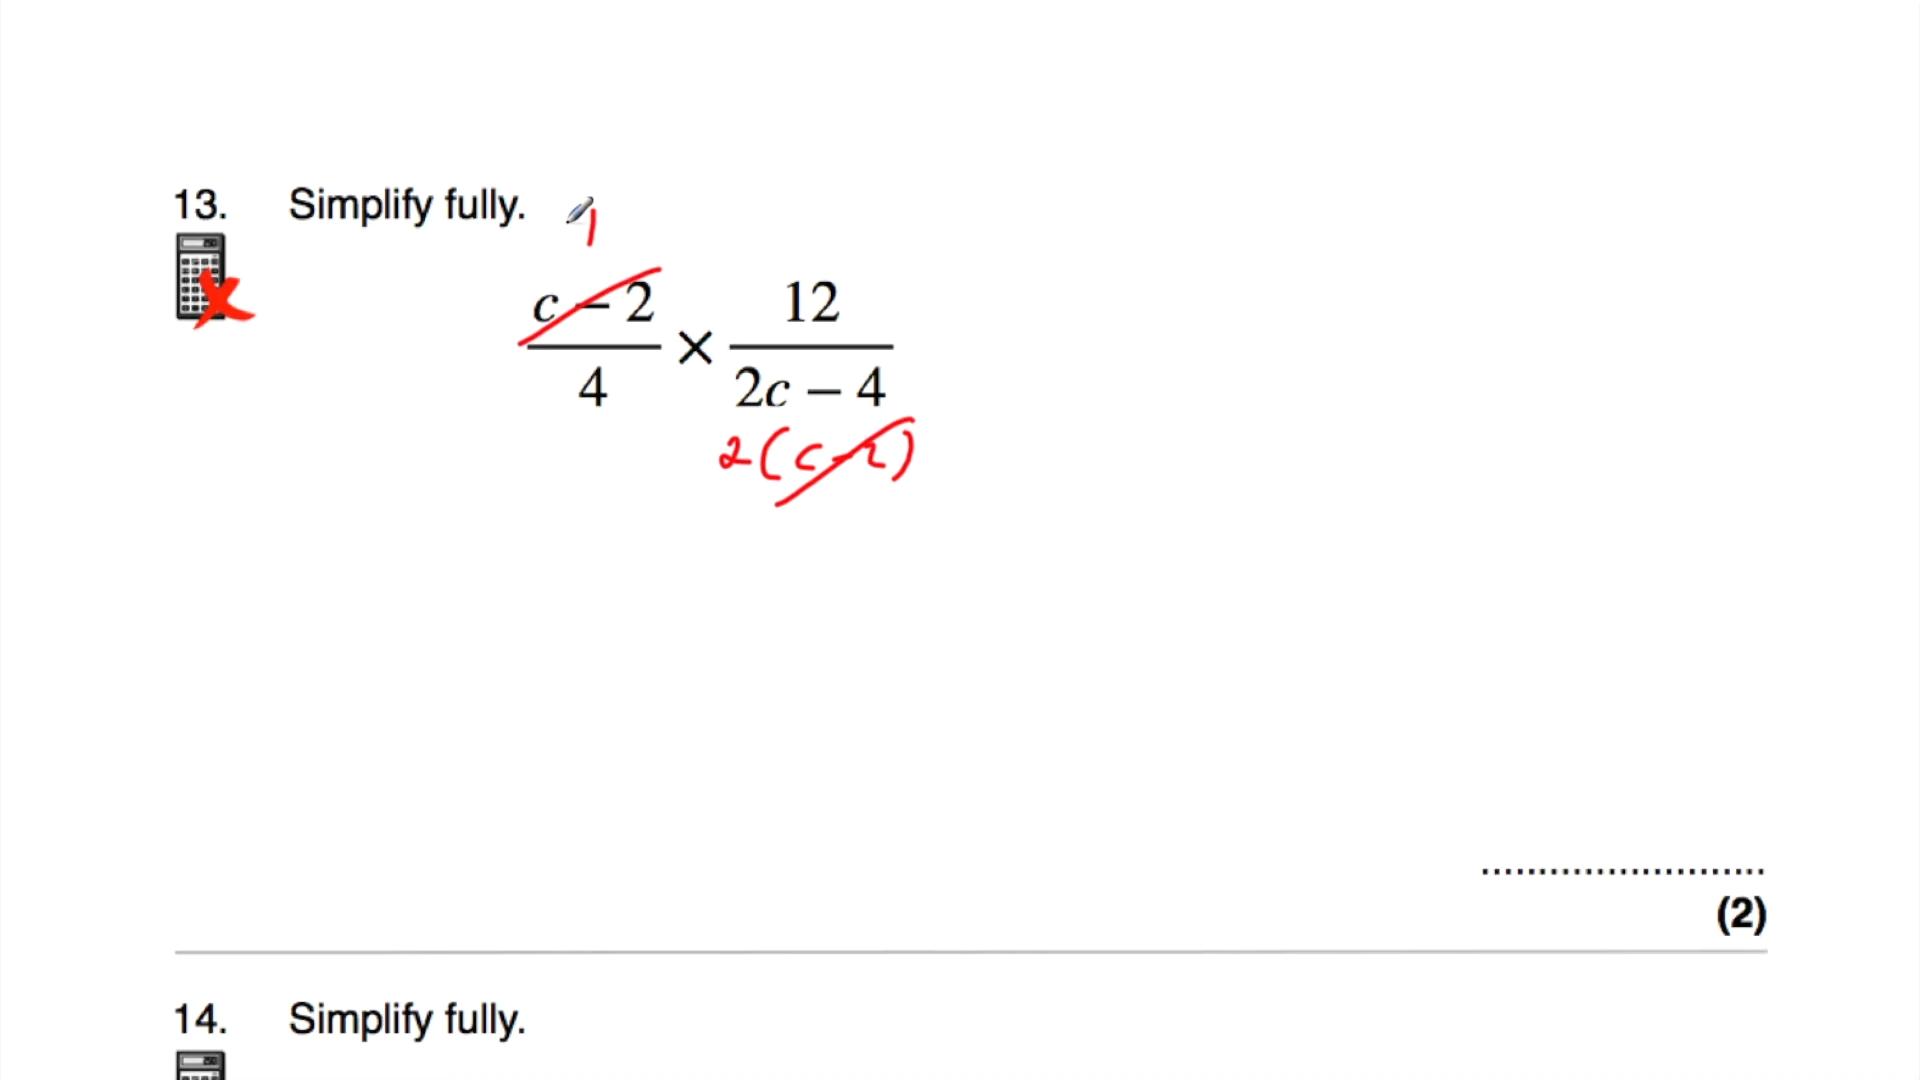 13. Simplify fully.
1
c − 2 12
×
4 2c − 4
2(c-2)
(2)
14. Simplify fully.